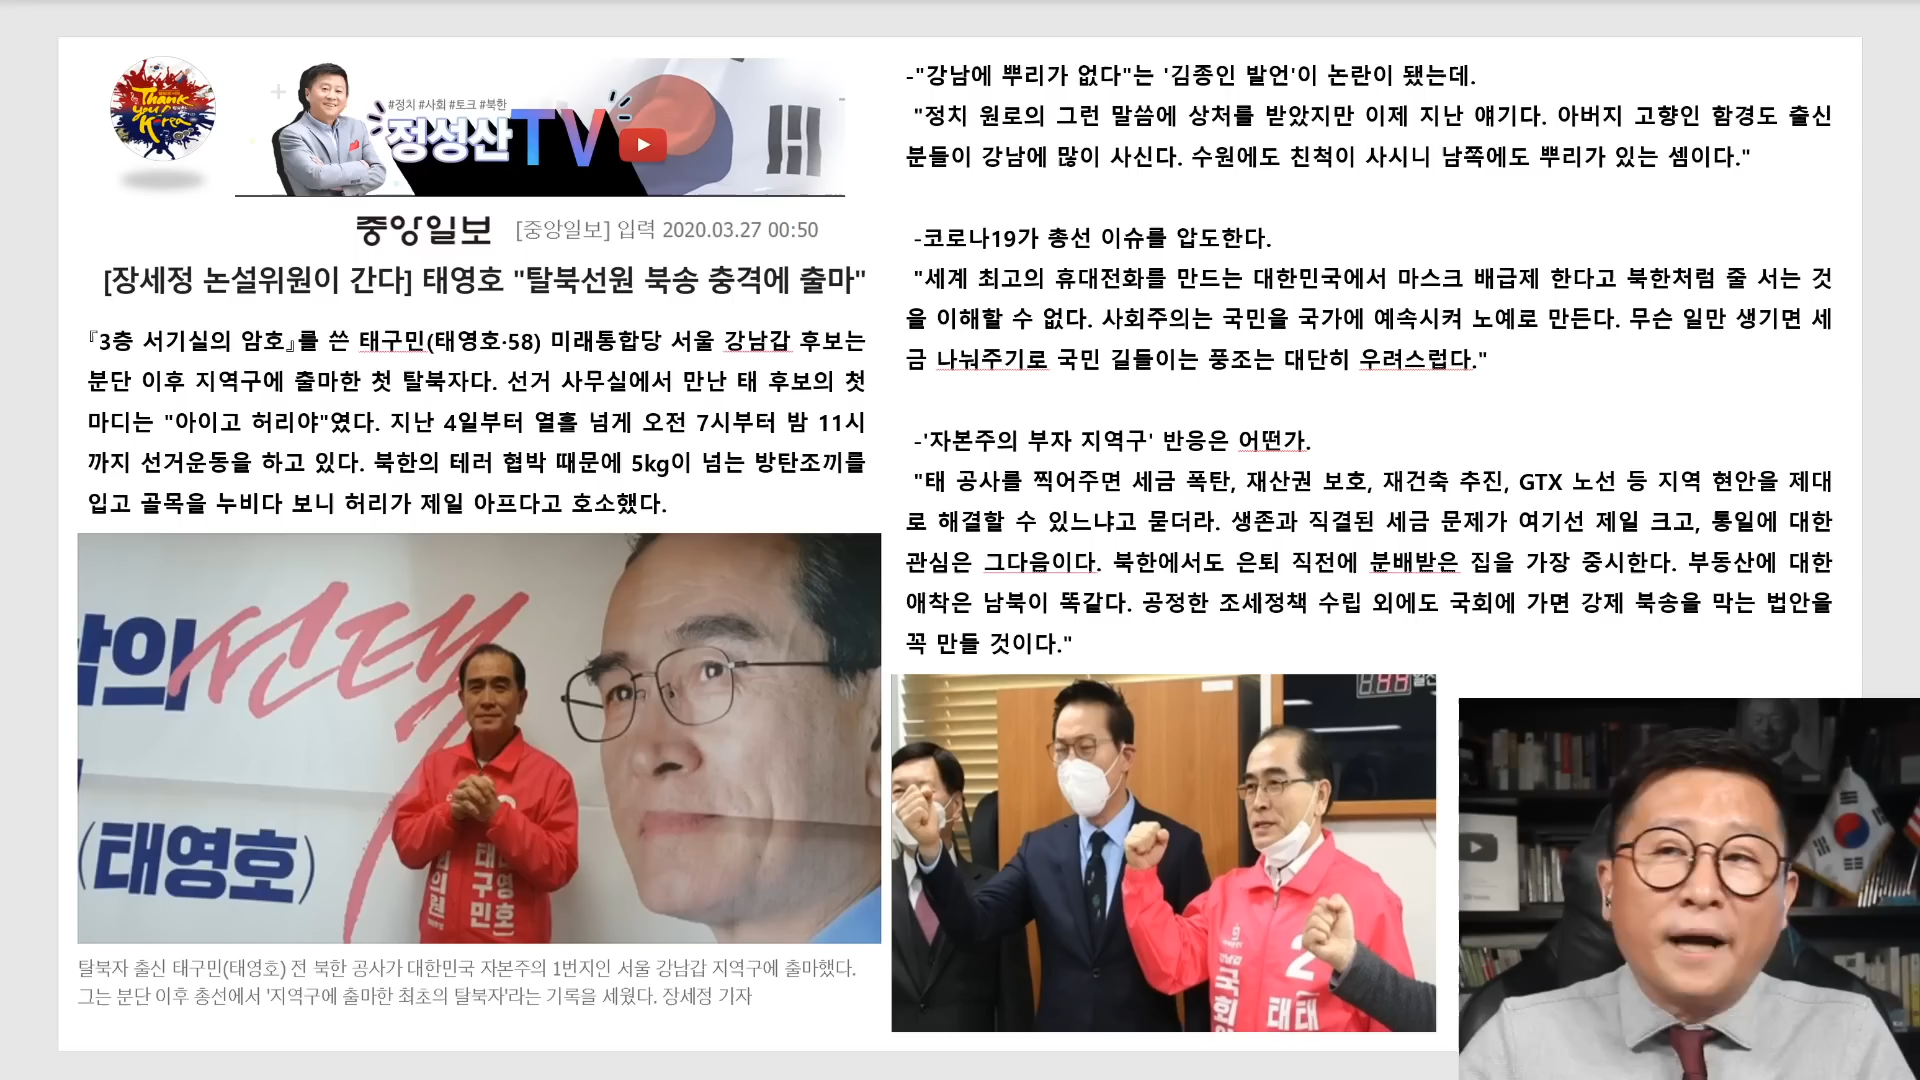 Thank you Korea
#정치 #사회 #토크 #북한
정성산TV
중앙일보 [중앙일보] 입력 2020.03.27 00:50
[장세정 논설위원이 간다] 태영호 "탈북선원 북송 충격에 출마"
『3층 서기실의 암호』를 쓴 태구민(태영호·58) 미래통합당 서울 강남갑 후보는
분단 이후 지역구에 출마한 첫 탈북자다. 선거 사무실에서 만난 태 후보의 첫
마디는 "아이고 허리야"였다. 지난 4일부터 열흘 넘게 오전 7시부터 밤 11시
까지 선거운동을 하고 있다. 북한의 테러 협박 때문에 5kg이 넘는 방탄조끼를
입고 골목을 누비다 보니 허리가 제일 아프다고 호소했다.
의 선택
(태영호)
태영호
태구민
탈북자 출신 태구민(태영호) 전 북한 공사가 대한민국 자본주의 1번지인 서울 강남갑 지역구에 출마했다.
그는 분단 이후 총선에서 '지역구에 출마한 최초의 탈북자'라는 기록을 세웠다. 장세정 기자
-"강남에 뿌리가 없다"는 '김종인 발언'이 논란이 됐는데.
"정치 원로의 그런 말씀에 상처를 받았지만 이제 지난 얘기다. 아버지 고향인 함경도 출신
분들이 강남에 많이 사신다. 수원에도 친척이 사시니 남쪽에도 뿌리가 있는 셈이다."
-코로나19가 총선 이슈를 압도한다.
"세계 최고의 휴대전화를 만드는 대한민국에서 마스크 배급제 한다고 북한처럼 줄 서는 것
을 이해할 수 없다. 사회주의는 국민을 국가에 예속시켜 노예로 만든다. 무슨 일만 생기면 세
금 나눠주기로 국민 길들이는 풍조는 대단히 우려스럽다."
-'자본주의 부자 지역구' 반응은 어떤가.
"태 공사를 찍어주면 세금 폭탄, 재산권 보호, 재건축 추진, GTX 노선 등 지역 현안을 제대
로 해결할 수 있느냐고 묻더라. 생존과 직결된 세금 문제가 여기선 제일 크고, 통일에 대한
관심은 그다음이다. 북한에서도 은퇴 직전에 분배받은 집을 가장 중시한다. 부동산에 대한
애착은 남북이 똑같다. 공정한 조세정책 수립 외에도 국회에 가면 강제 북송을 막는 법안을
꼭 만들 것이다."
2
강남갑
국회
태태